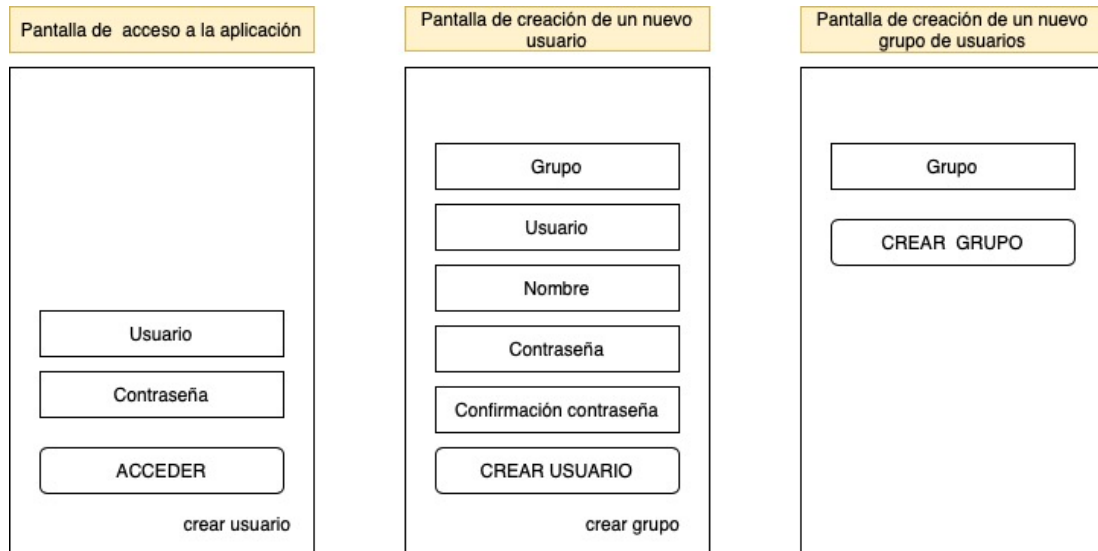 Pantalla de acceso a la aplicación
Usuario
Contraseña
ACCEDER
crear usuario
Pantalla de creación de un nuevo
usuario
Grupo
Usuario
Nombre
Contraseña
Confirmación contraseña
CREAR USUARIO
crear grupo
Pantalla de creación de un nuevo
grupo de usuarios
Grupo
CREAR GRUPO